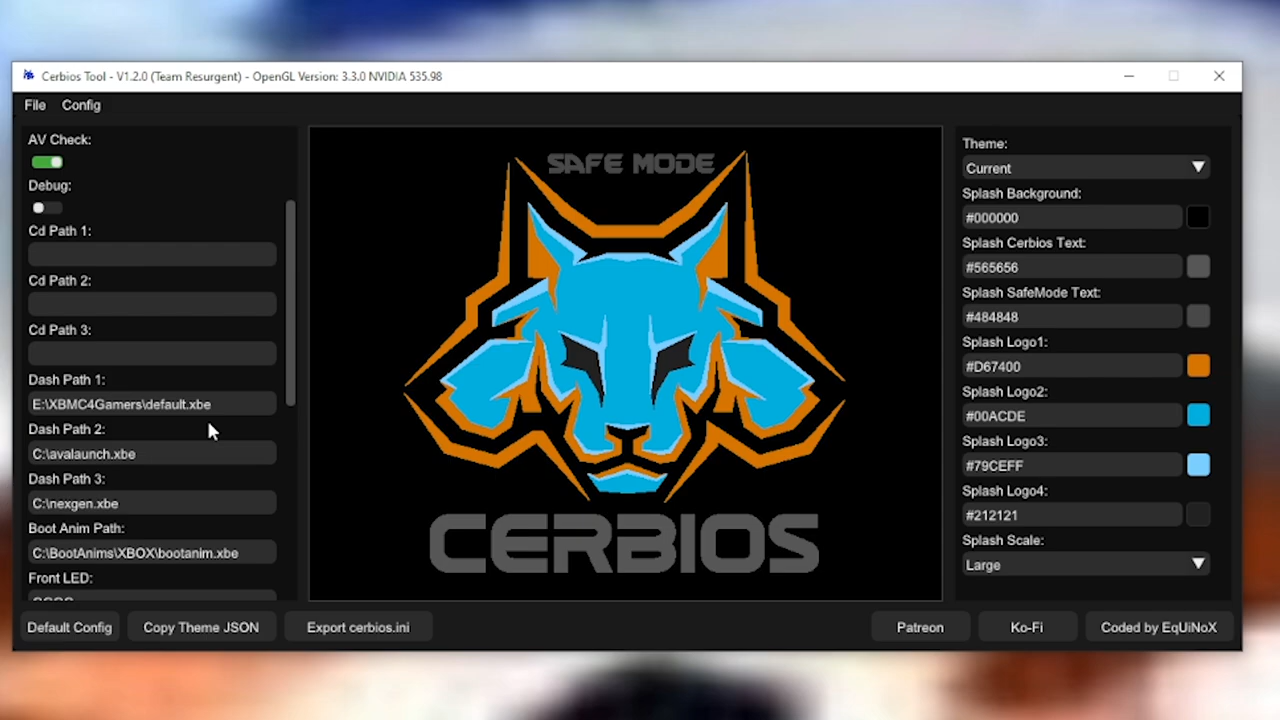 Cerbios Tool - V1.2.0 (Team Resurgent) - OpenGL Version: 3.3.0 NVIDIA 535.98
File Config
AV Check:
Debug:
Cd Path 1:
Cd Path 2:
Cd Path 3:
Dash Path 1:
E:\XBMC4Gamers\default.xbe
Dash Path 2:
C:\avalaunch.xbe
Dash Path 3:
C:\nexgen.xbe
Boot Anim Path:
C:\BootAnims\XBOX\bootanim.xbe
Front LED:
SAFE MODE
CERBIOS
Theme:
Current
Splash Background:
#000000
Splash Cerbios Text:
#565656
Splash SafeMode Text:
#484848
Splash Logo1:
#D67400
Splash Logo2:
#00ACDE
Splash Logo3:
#79CEFF
Splash Logo4:
#212121
Splash Scale:
Large
Default Config
Copy Theme JSON
Export cerbios.ini
Patreon
Ko-Fi
Coded by EqUiNoX